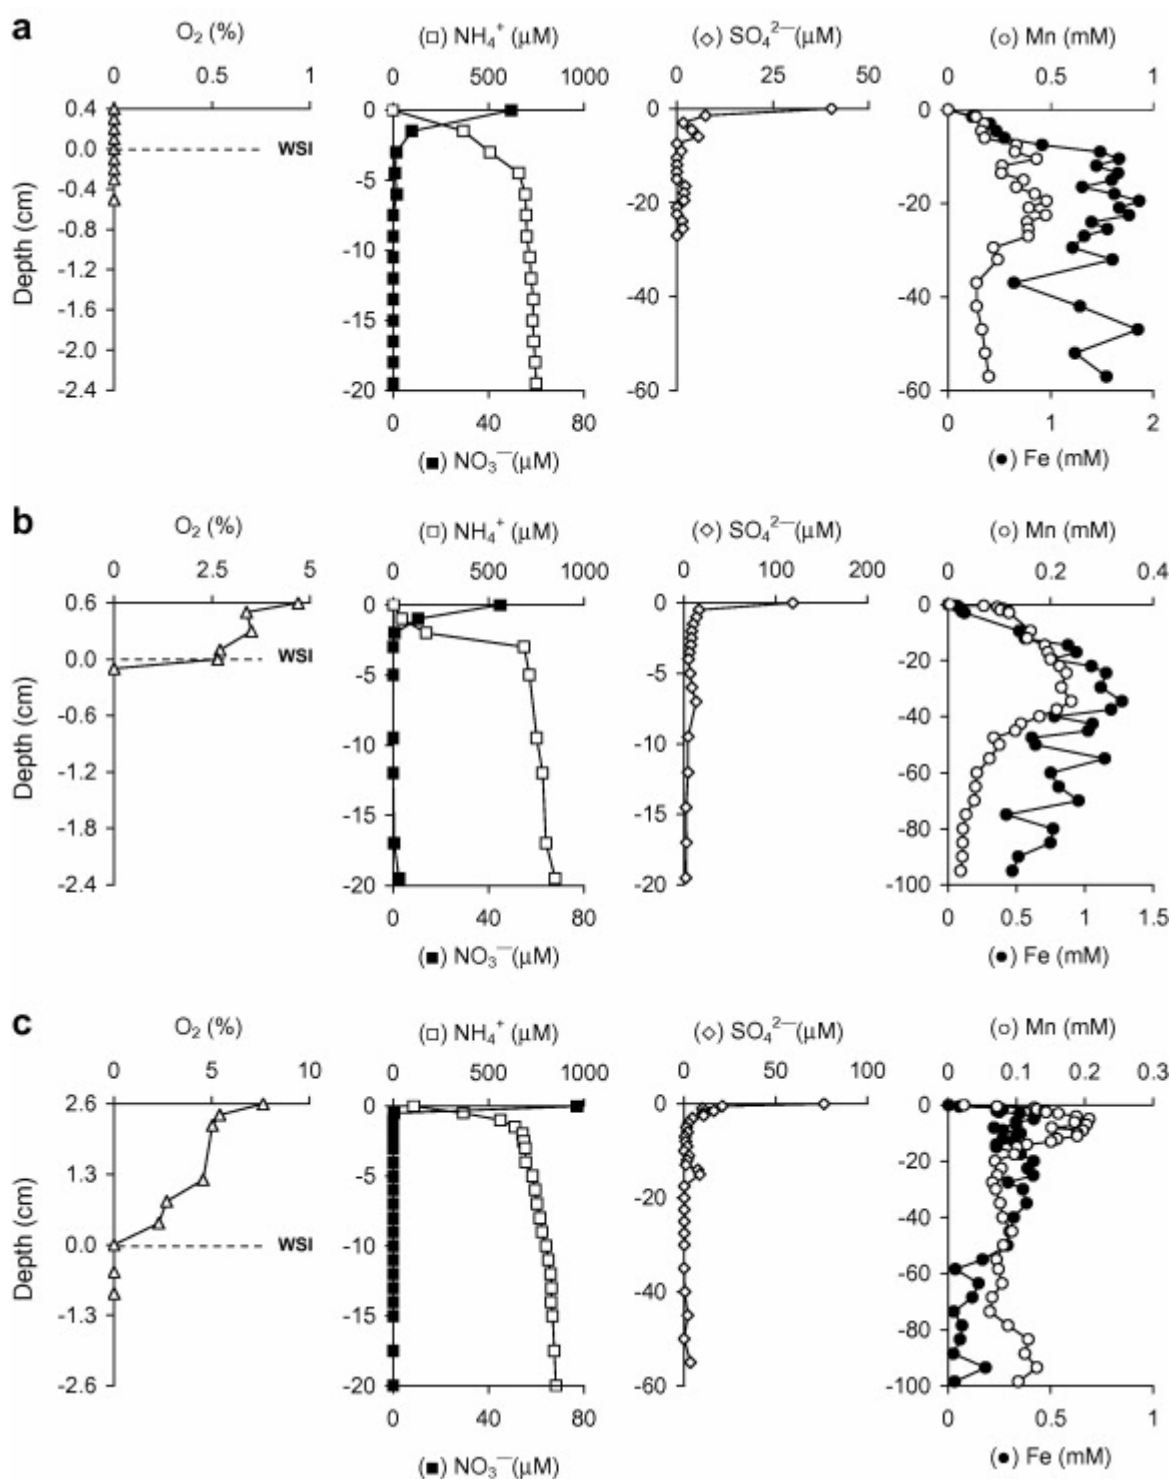 a
O2 (%)
(□) NH4+ (µM)
(◇) SO42—(µM)
(○) Mn (mM)
0 0.5 1
0 500 1000
0 25 50
0 0.5 1
0.4
0.0
-0.4
-0.8
-1.2
-1.6
-2.0
-2.4
Depth (cm)
WSI
0
-5
-10
-15
-20
0
-20
-40
-60
0
-20
-40
-60
0 40 80
0 1 2
(■) NO3—(µM)
(●) Fe (mM)
b
O2 (%)
(□) NH4+ (µM)
(◇) SO42—(µM)
(○) Mn (mM)
0 2.5 5
0 500 1000
0 100 200
0 0.2 0.4
0.6
0.0
-0.6
-1.2
-1.8
-2.4
Depth (cm)
WSI
0
-5
-10
-15
-20
0
-5
-10
-15
-20
0
-20
-40
-60
-80
-100
0 40 80
0 0.5 1 1.5
(■) NO3—(µM)
(●) Fe (mM)
c
O2 (%)
(□) NH4+ (µM)
(◇) SO42—(µM)
(○) Mn (mM)
0 5 10
0 500 1000
0 50 100
0 0.1 0.2 0.3
2.6
1.3
0.0
-1.3
-2.6
Depth (cm)
WSI
0
-5
-10
-15
-20
0
-20
-40
-60
0
-20
-40
-60
-80
-100
0 40 80
0 0.5 1
(■) NO3—(µM)
(●) Fe (mM)